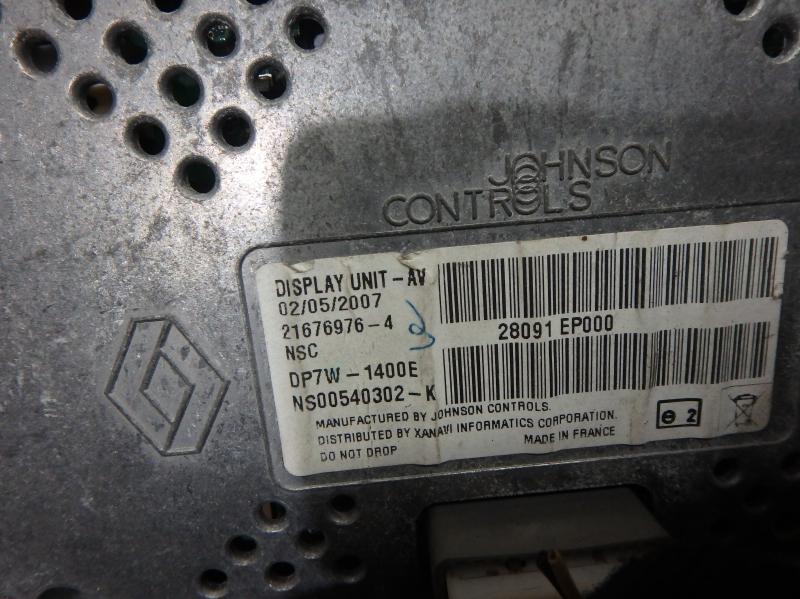 JOHNSON
CONTROLS
DISPLAY UNIT-AV
02/05/2007
21676976-4
NSC
28091 EP000
DP7W-1400E
NS00540302-K
MANUFACTURED BY JOHNSON CONTROLS.
DISTRIBUTED BY XANAVI INFORMATICS CORPORATION.
DO NOT DROP
MADE IN FRANCE
2